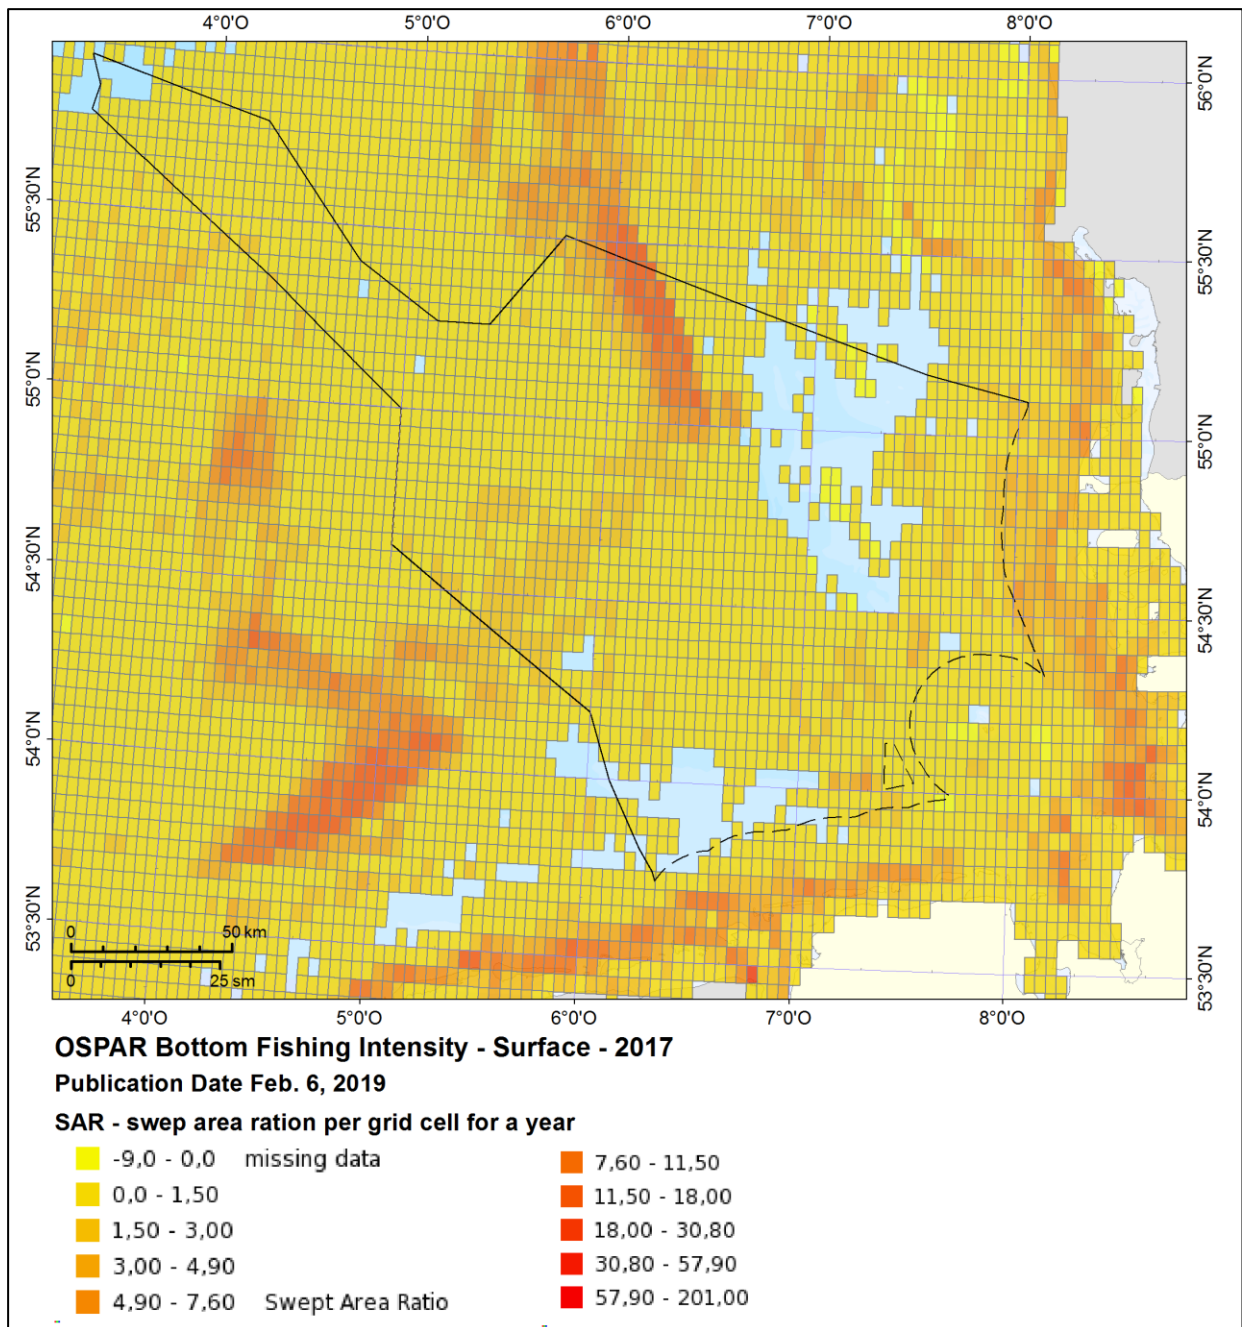 4°0'O 5°0'O 6°0'O 7°0'O 8°0'O
56°0'N
55°30'N
55°30'N
55°0'N
55°0'N
54°30'N
54°30'N
54°0'N
54°0'N
53°30'N
53°30'N
0 50 km
0 25 sm
4°0'O 5°0'O 6°0'O 7°0'O 8°0'O
OSPAR Bottom Fishing Intensity - Surface - 2017
Publication Date Feb. 6, 2019
SAR - swep area ration per grid cell for a year
-9,0 - 0,0 missing data
0,0 - 1,50
1,50 - 3,00
3,00 - 4,90
4,90 - 7,60 Swept Area Ratio
7,60 - 11,50
11,50 - 18,00
18,00 - 30,80
30,80 - 57,90
57,90 - 201,00